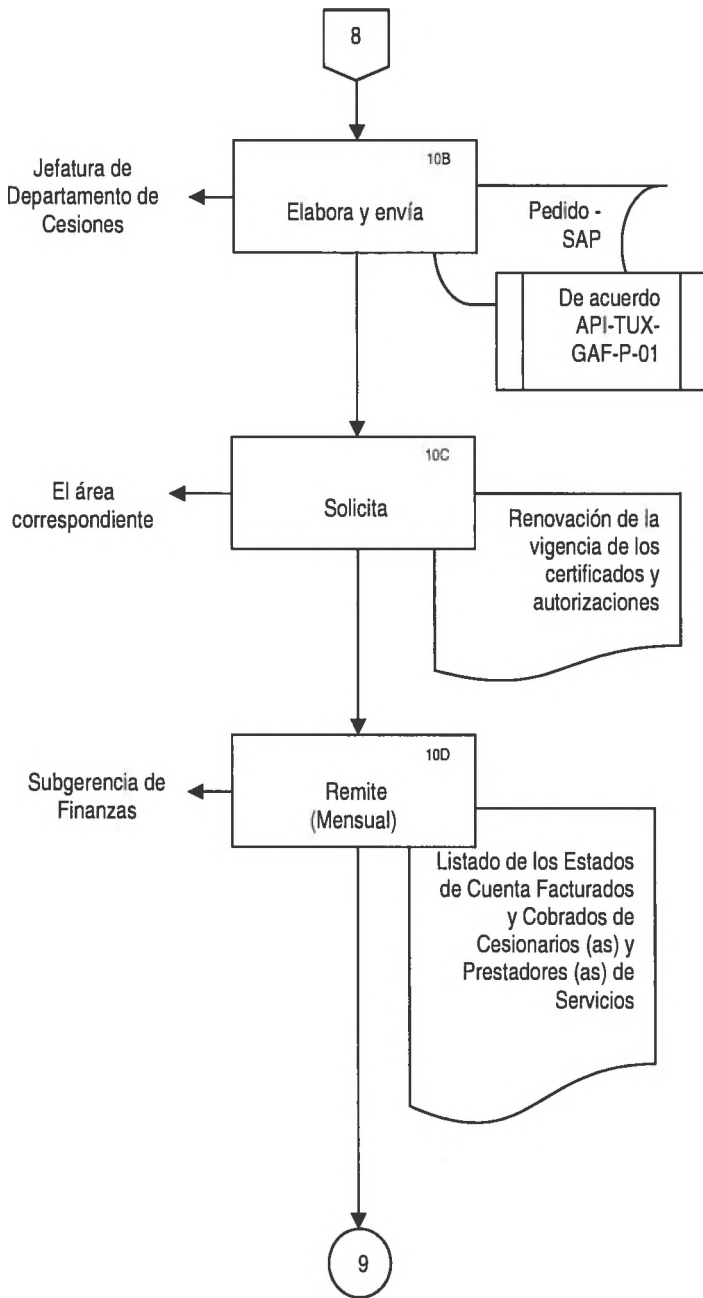 8
10B
Jefatura de
Departamento de
Cesiones
Elabora y envía
Pedido -
SAP
De acuerdo
API-TUX-
GAF-P-01
10C
El área
correspondiente
Solicita
Renovación de la
vigencia de los
certificados y
autorizaciones
10D
Subgerencia de
Finanzas
Remite
(Mensual)
Listado de los Estados
de Cuenta Facturados
y Cobrados de
Cesionarios (as) y
Prestadores (as) de
Servicios
9